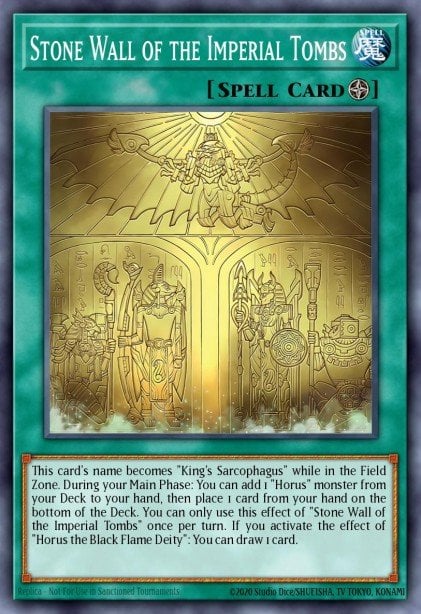 Stone Wall of the Imperial Tombs
SPELL
魔
[Spell Card]
This card's name becomes "King's Sarcophagus" while in the Field
Zone. During your Main Phase: You can add 1 "Horus" monster from
your Deck to your hand, then place 1 card from your hand on the
bottom of the Deck. You can only use this effect of "Stone Wall of
the Imperial Tombs" once per turn. If you activate the effect of
"Horus the Black Flame Deity": You can draw 1 card.
Replica - Not For Use in Sanctioned Tournaments
©2020 Studio Dice/SHUEISHA, TV TOKYO, KONAMI